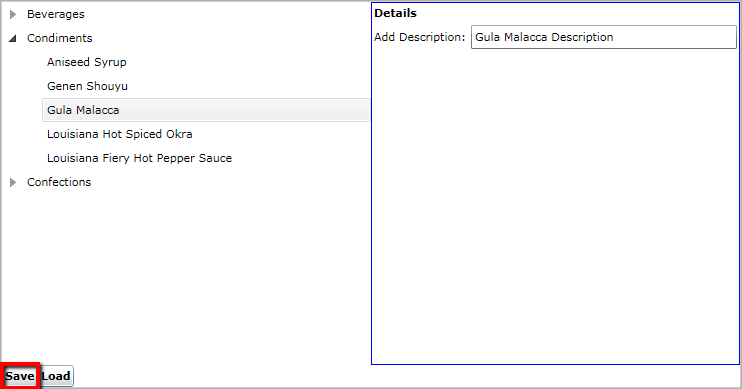 Beverages
Condiments
Aniseed Syrup
Genen Shouyu
Gula Malacca
Louisiana Hot Spiced Okra
Louisiana Fiery Hot Pepper Sauce
Confections
Details
Add Description: Gula Malacca Description
Save Load